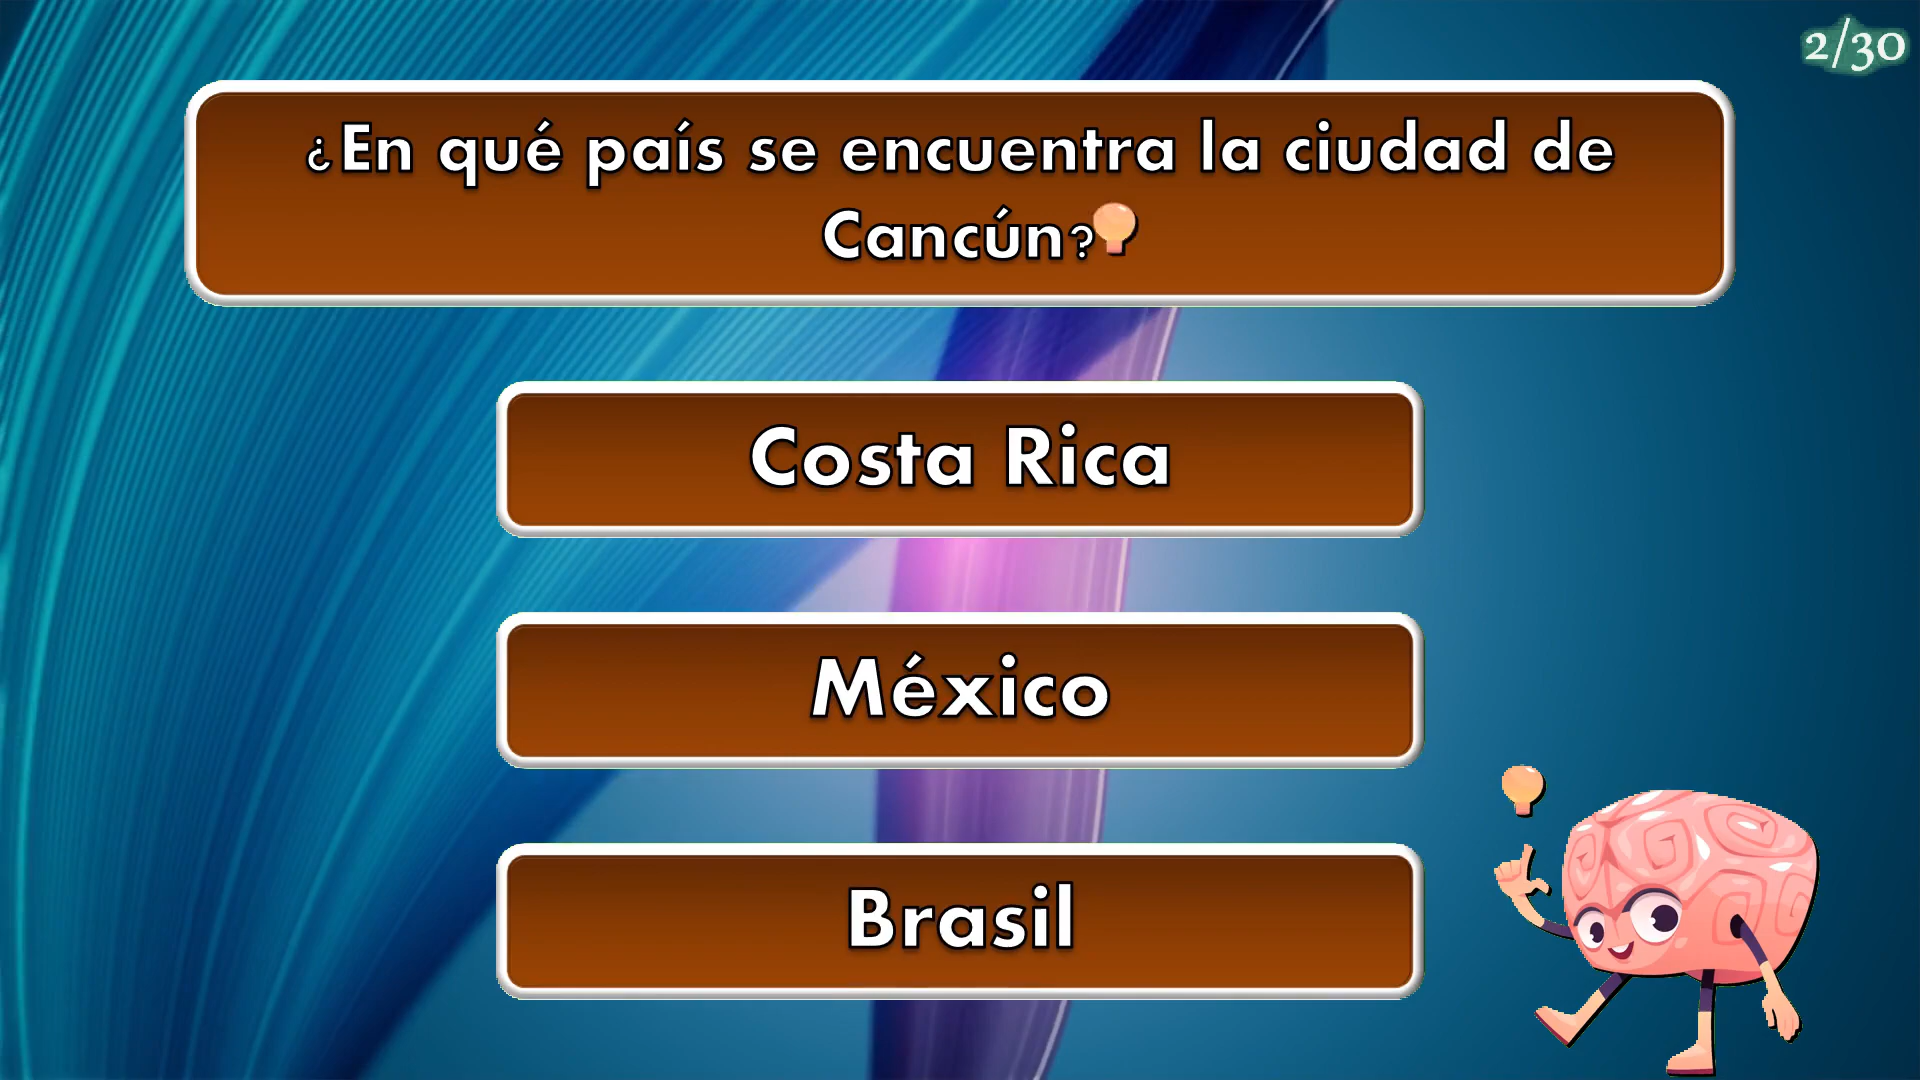 2/30
¿En qué país se encuentra la ciudad de
Cancún?
Costa Rica
México
Brasil